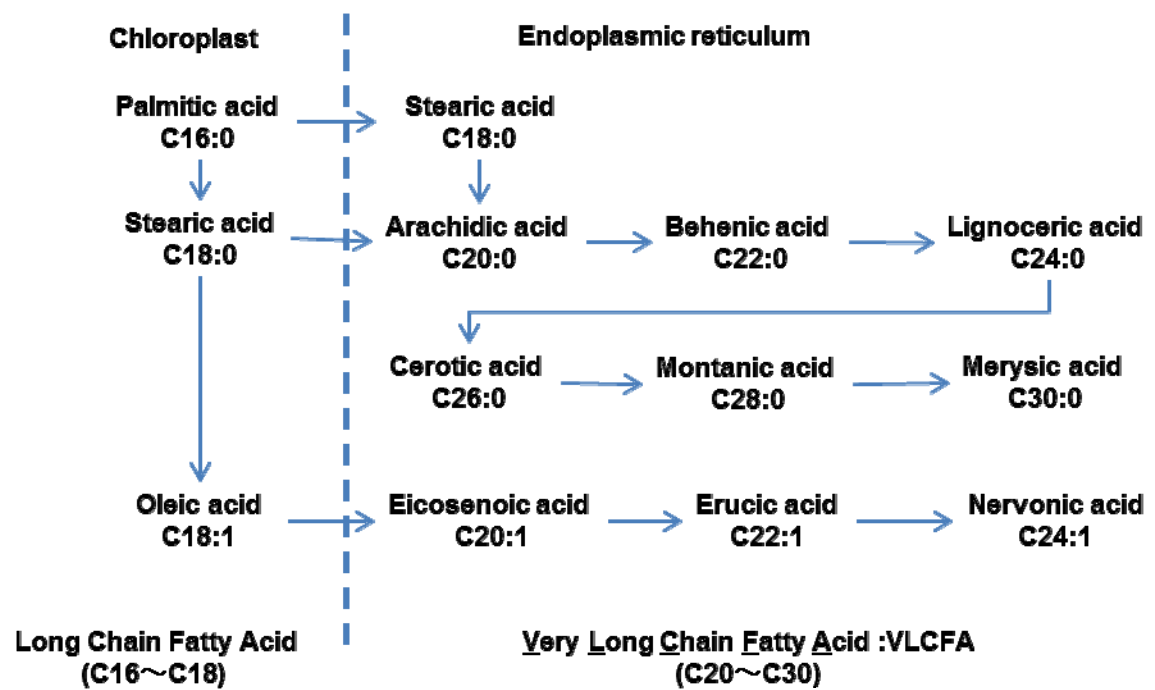 Chloroplast
Endoplasmic reticulum
Palmitic acid
C16:0
Stearic acid
C18:0
Stearic acid
C18:0
Arachidic acid
C20:0
Behenic acid
C22:0
Lignoceric acid
C24:0
Cerotic acid
C26:0
Montanic acid
C28:0
Merysic acid
C30:0
Oleic acid
C18:1
Eicosenoic acid
C20:1
Erucic acid
C22:1
Nervonic acid
C24:1
Long Chain Fatty Acid
(C16～C18)
Very Long Chain Fatty Acid :VLCFA
(C20～C30)